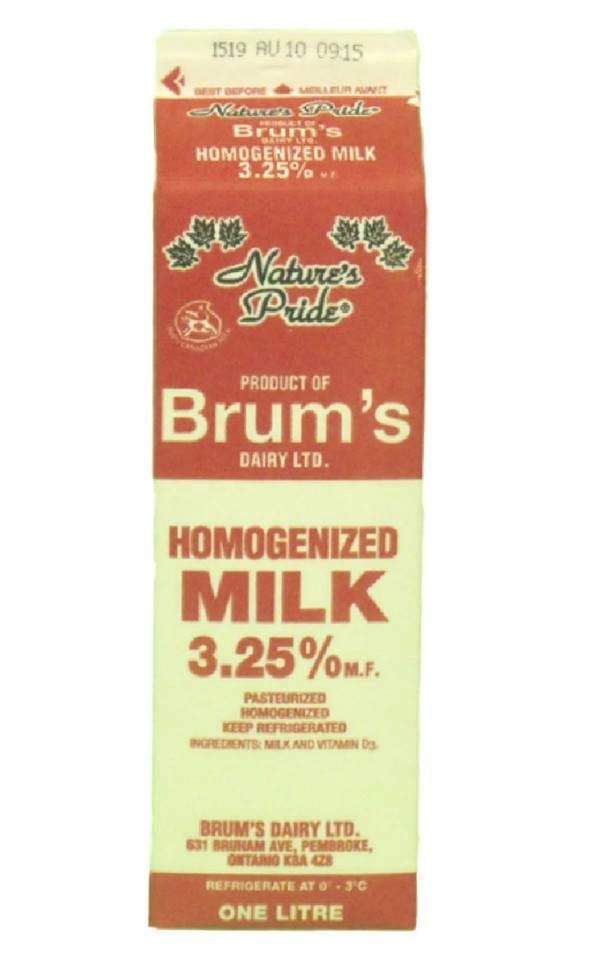 1519 AU 10 0915
BEST BEFORE MEILLEUR AVANT
Nature's Pride
PRODUCT OF
Brum's
DAIRY LTD.
HOMOGENIZED MILK
3.25% M.F.
Nature's
Pride®
PRODUCT OF
Brum's
DAIRY LTD.
HOMOGENIZED
MILK
3.25% M.F.
PASTEURIZED
HOMOGENIZED
KEEP REFRIGERATED
INGREDIENTS: MILK AND VITAMIN D3.
BRUM'S DAIRY LTD.
631 BRUHAM AVE, PEMBROKE,
ONTARIO K8A 4Z8
REFRIGERATE AT 0° - 3°C
ONE LITRE